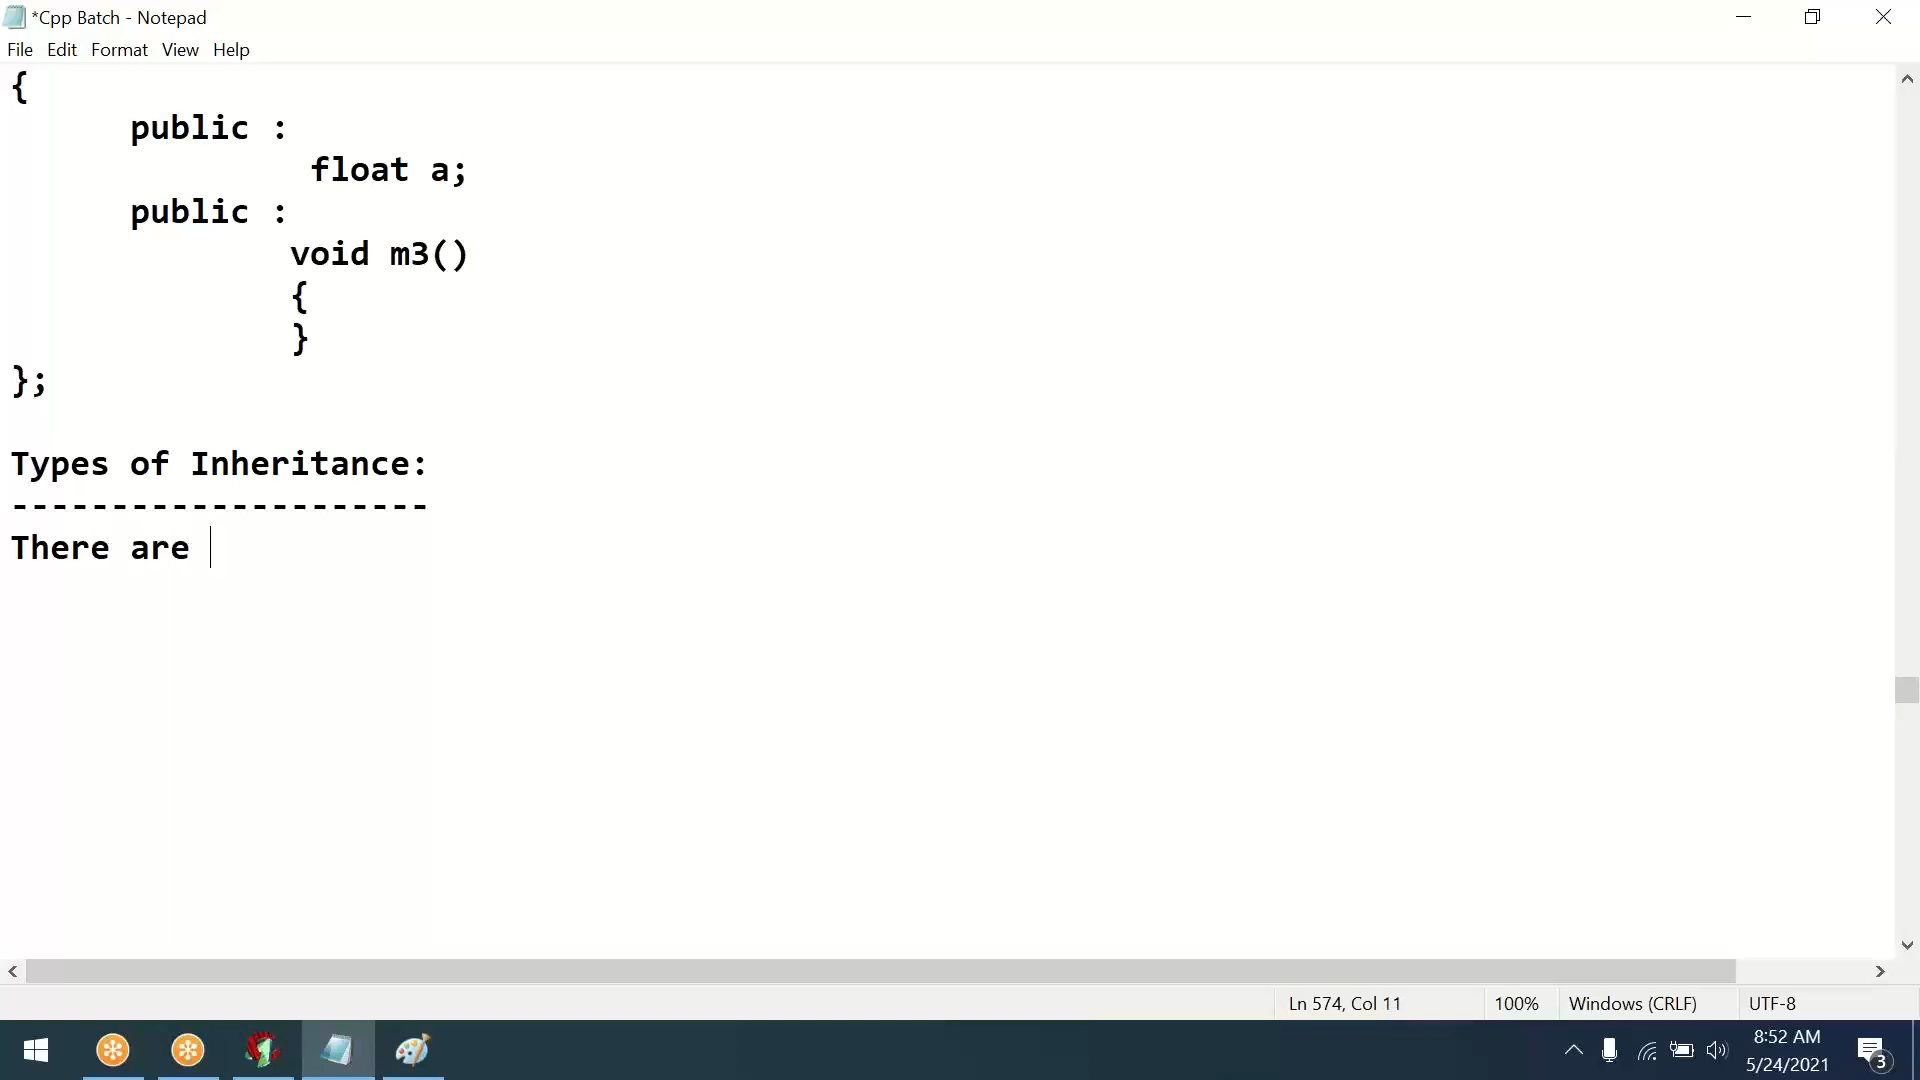 *Cpp Batch - Notepad
File Edit Format View Help
{
public :
float a;
public :
void m3()
{
}
};
Types of Inheritance:
---------------------
There are
Ln 574, Col 11 100% Windows (CRLF) UTF-8
8:52 AM
5/24/2021
3